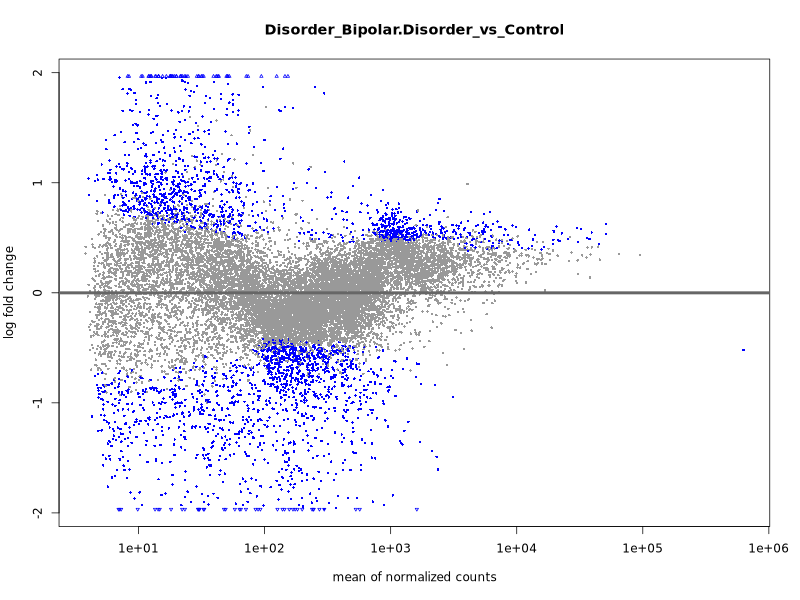 Disorder_Bipolar.Disorder_vs_Control
2
1
0
-1
-2
log fold change
1e+01 1e+02 1e+03 1e+04 1e+05 1e+06
mean of normalized counts